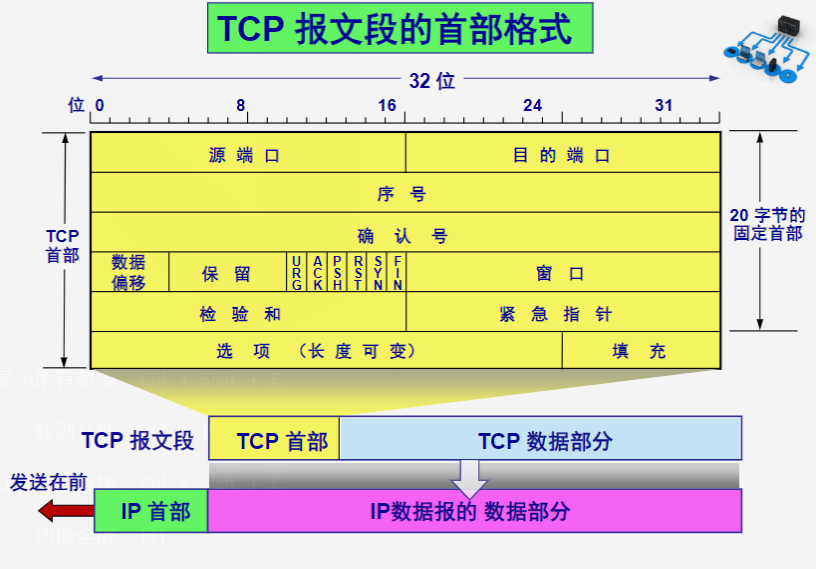 TCP 报文段的首部格式
32 位
位 0 8 16 24 31
源 端 口 目 的 端 口
序 号
TCP
首部
20 字节的
固定首部
确 认 号
数据
偏移
保 留
URG
ACK
PSH
RST
SYN
FIN
窗 口
检 验 和 紧 急 指 针
选 项 （长 度 可 变） 填 充
TCP 报文段 TCP 首部 TCP 数据部分
发送在前
IP 首部 IP数据报的 数据部分